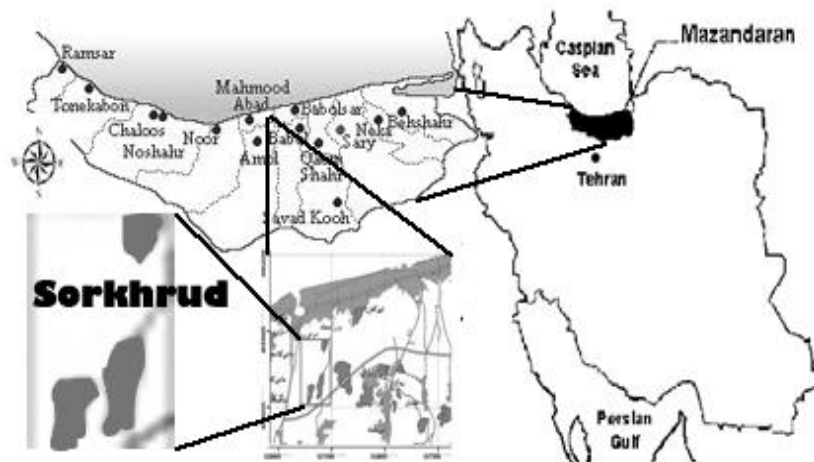 Ramsar
Tonekabon
Chaloos
Noshahr
Noor
Mahmood
Abad
Amol
Babolsar
Bab
Qaem
Shahr
Sary
Neka
Behshahr
Savad Kooh
N
S
Caspian
Sea
Mazandaran
Tehran
Persian
Gulf
Sorkhrud